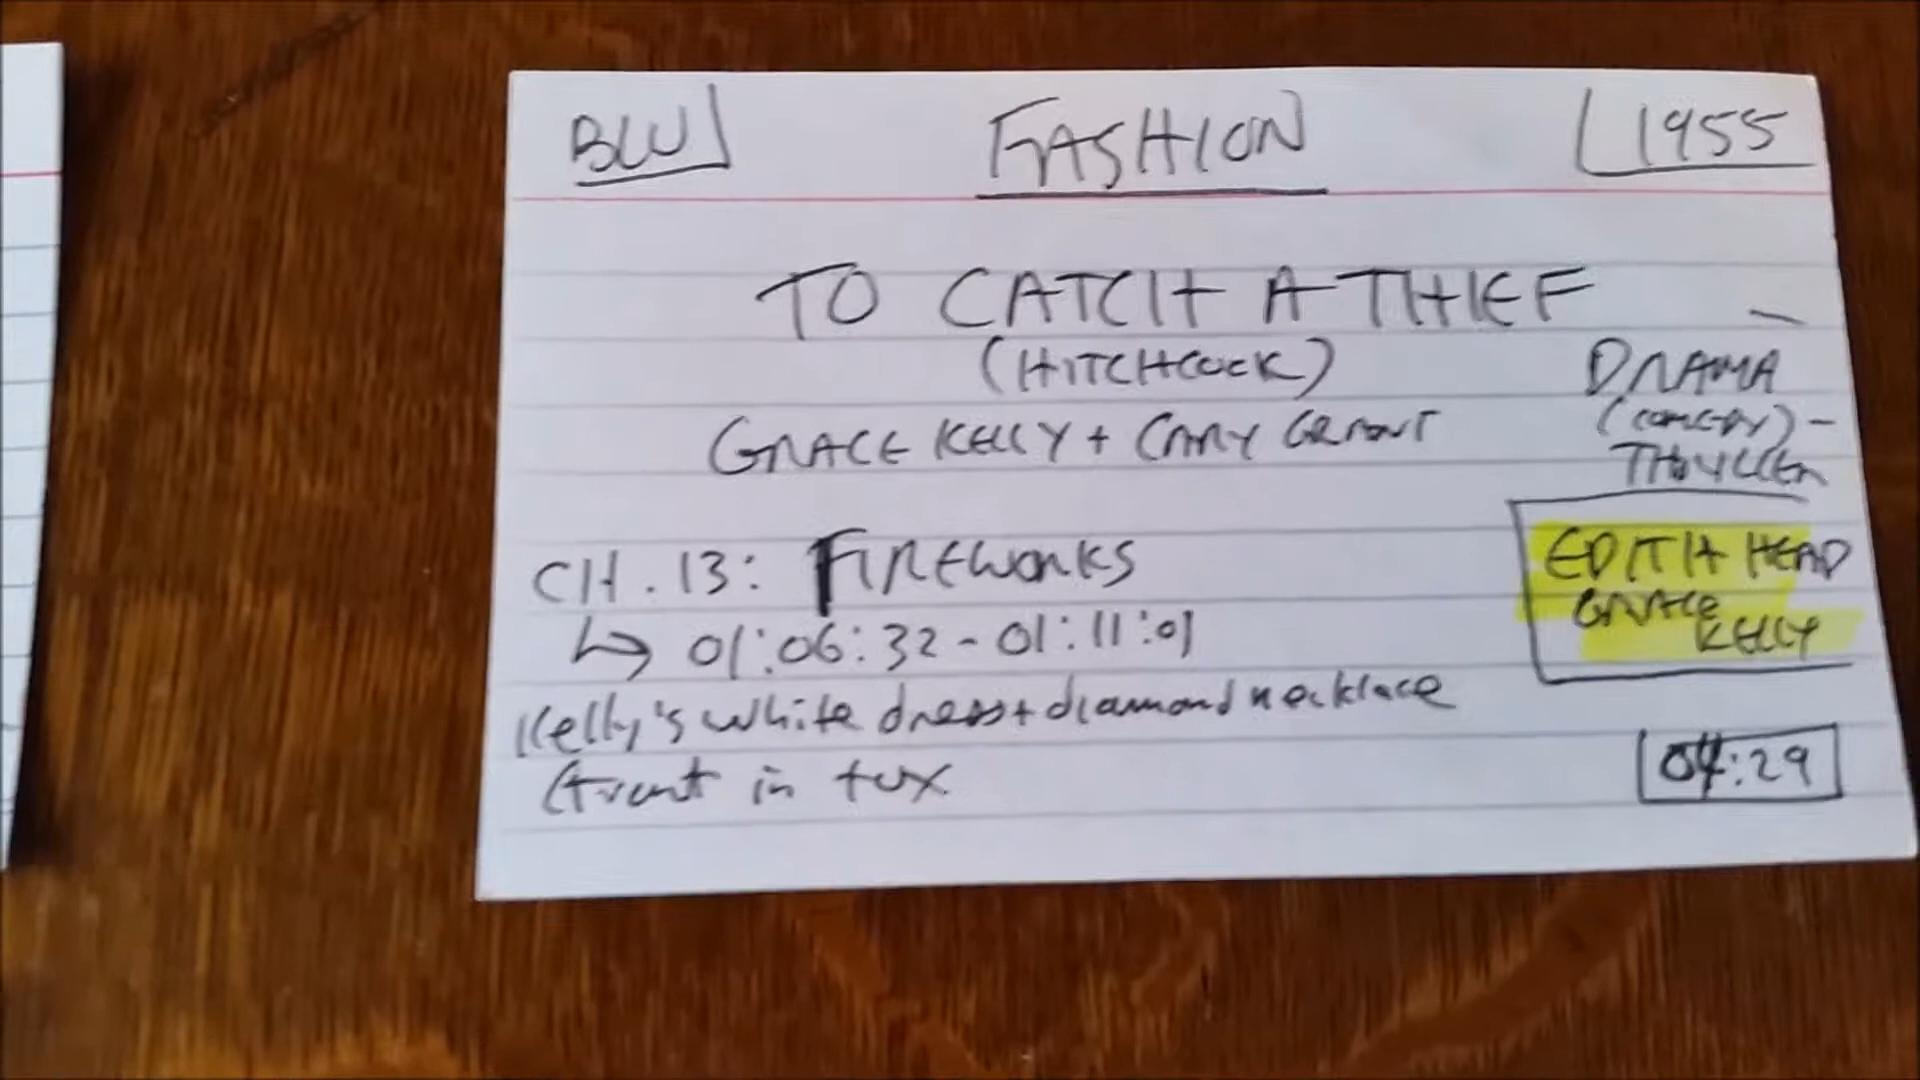 BLU
FASHION
1955
TO CATCH A THIEF
(HITCHCOCK)
GRACE KELLY + CARY GRANT
DRAMA
(COMEDY) -
THRILLER
CH. 13: FIREWORKS
↳ 01:06:32 - 01:11:01
Kelly's white dress + diamond necklace
Grant in tux
EDITH HEAD
GRACE
KELLY
04:29